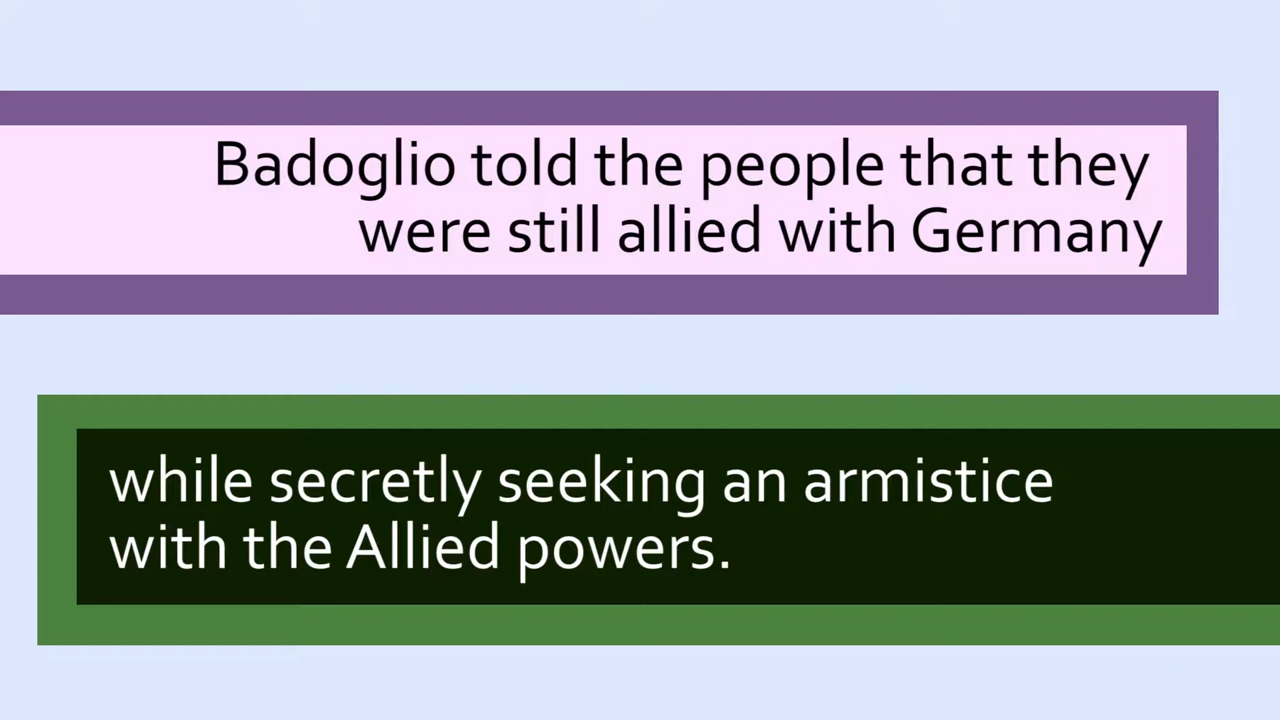 Badoglio told the people that they
were still allied with Germany
while secretly seeking an armistice
with the Allied powers.